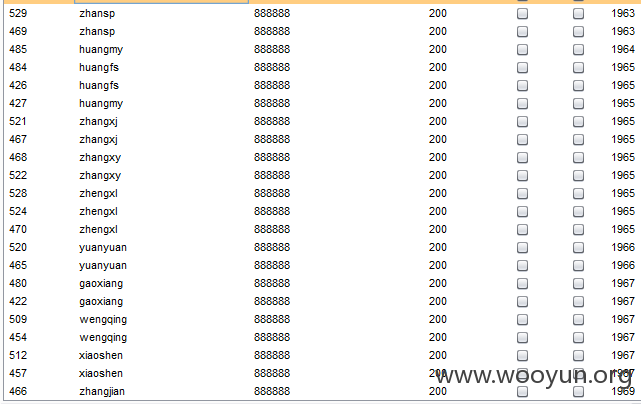 529 zhansp 888888 200 1963
469 zhansp 888888 200 1963
485 huangmy 888888 200 1964
484 huangfs 888888 200 1965
426 huangfs 888888 200 1965
427 huangmy 888888 200 1965
521 zhangxj 888888 200 1965
467 zhangxj 888888 200 1965
468 zhangxy 888888 200 1965
522 zhangxy 888888 200 1965
528 zhengxl 888888 200 1965
524 zhengxl 888888 200 1965
470 zhengxl 888888 200 1965
520 yuanyuan 888888 200 1966
465 yuanyuan 888888 200 1966
480 gaoxiang 888888 200 1967
422 gaoxiang 888888 200 1967
509 wengqing 888888 200 1967
454 wengqing 888888 200 1967
512 xiaoshen 888888 200 1967
457 xiaoshen 888888 200 1967
www.wooyun.org
466 zhangjian 888888 200 1969